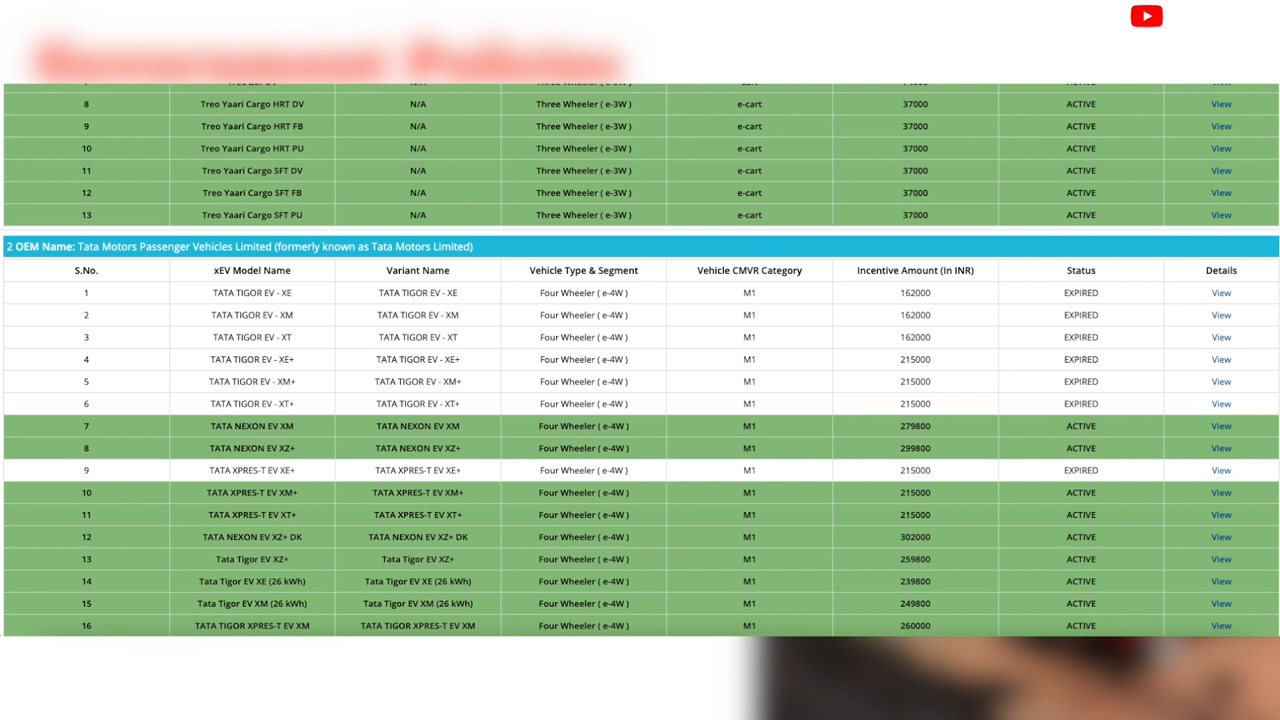 8 Treo Yaari Cargo HRT DV N/A Three Wheeler ( e-3W ) e-cart 37000 ACTIVE View
9 Treo Yaari Cargo HRT FB N/A Three Wheeler ( e-3W ) e-cart 37000 ACTIVE View
10 Treo Yaari Cargo HRT PU N/A Three Wheeler ( e-3W ) e-cart 37000 ACTIVE View
11 Treo Yaari Cargo SFT DV N/A Three Wheeler ( e-3W ) e-cart 37000 ACTIVE View
12 Treo Yaari Cargo SFT FB N/A Three Wheeler ( e-3W ) e-cart 37000 ACTIVE View
13 Treo Yaari Cargo SFT PU N/A Three Wheeler ( e-3W ) e-cart 37000 ACTIVE View
2 OEM Name: Tata Motors Passenger Vehicles Limited (formerly known as Tata Motors Limited)
S.No. xEV Model Name Variant Name Vehicle Type & Segment Vehicle CMVR Category Incentive Amount (In INR) Status Details
1 TATA TIGOR EV - XE TATA TIGOR EV - XE Four Wheeler ( e-4W ) M1 162000 EXPIRED View
2 TATA TIGOR EV - XM TATA TIGOR EV - XM Four Wheeler ( e-4W ) M1 162000 EXPIRED View
3 TATA TIGOR EV - XT TATA TIGOR EV - XT Four Wheeler ( e-4W ) M1 162000 EXPIRED View
4 TATA TIGOR EV - XE+ TATA TIGOR EV - XE+ Four Wheeler ( e-4W ) M1 215000 EXPIRED View
5 TATA TIGOR EV - XM+ TATA TIGOR EV - XM+ Four Wheeler ( e-4W ) M1 215000 EXPIRED View
6 TATA TIGOR EV - XT+ TATA TIGOR EV - XT+ Four Wheeler ( e-4W ) M1 215000 EXPIRED View
7 TATA NEXON EV XM TATA NEXON EV XM Four Wheeler ( e-4W ) M1 279800 ACTIVE View
8 TATA NEXON EV XZ+ TATA NEXON EV XZ+ Four Wheeler ( e-4W ) M1 299800 ACTIVE View
9 TATA XPRES-T EV XE+ TATA XPRES-T EV XE+ Four Wheeler ( e-4W ) M1 215000 EXPIRED View
10 TATA XPRES-T EV XM+ TATA XPRES-T EV XM+ Four Wheeler ( e-4W ) M1 215000 ACTIVE View
11 TATA XPRES-T EV XT+ TATA XPRES-T EV XT+ Four Wheeler ( e-4W ) M1 215000 ACTIVE View
12 TATA NEXON EV XZ+ DK TATA NEXON EV XZ+ DK Four Wheeler ( e-4W ) M1 302000 ACTIVE View
13 Tata Tigor EV XZ+ Tata Tigor EV XZ+ Four Wheeler ( e-4W ) M1 259800 ACTIVE View
14 Tata Tigor EV XE (26 kWh) Tata Tigor EV XE (26 kWh) Four Wheeler ( e-4W ) M1 239800 ACTIVE View
15 Tata Tigor EV XM (26 kWh) Tata Tigor EV XM (26 kWh) Four Wheeler ( e-4W ) M1 249800 ACTIVE View
16 TATA TIGOR XPRES-T EV XM TATA TIGOR XPRES-T EV XM Four Wheeler ( e-4W ) M1 260000 ACTIVE View